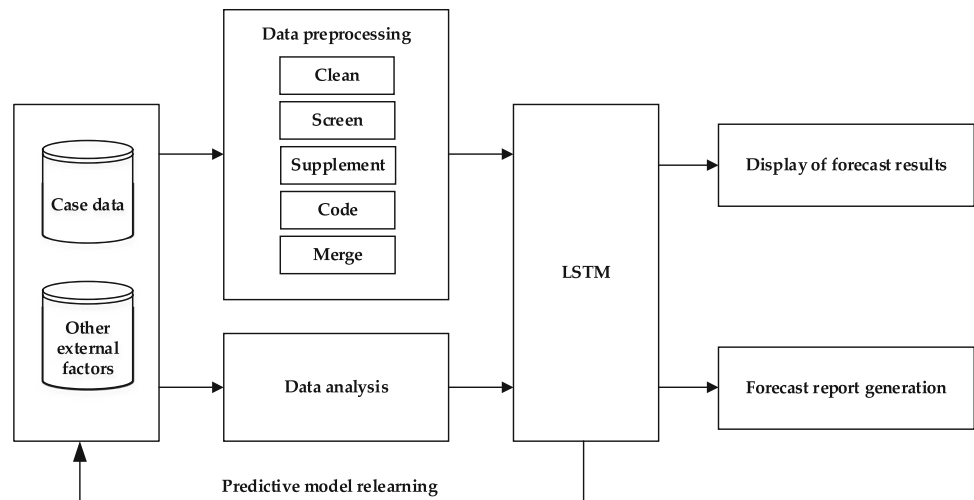 Data preprocessing
Clean
Screen
Supplement
Code
Merge
Case data
Other
external
factors
Data analysis
LSTM
Display of forecast results
Forecast report generation
Predictive model relearning